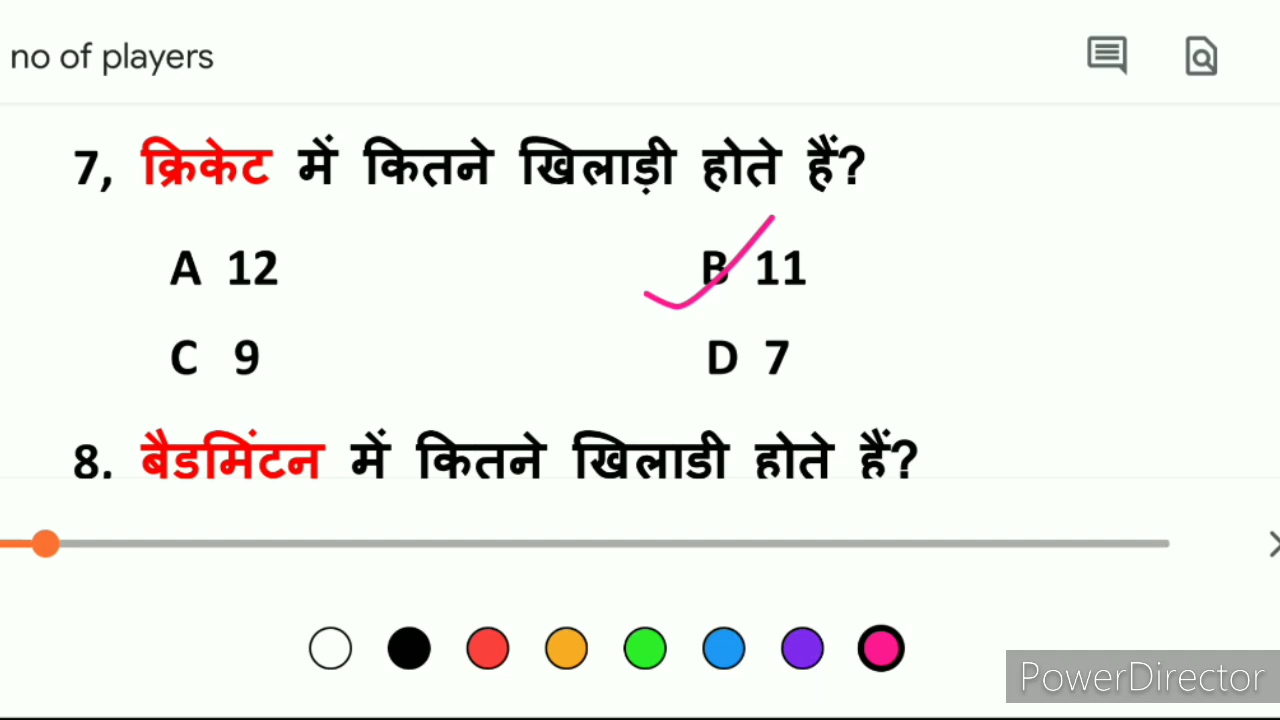 no of players
7, क्रिकेट में कितने खिलाड़ी होते हैं?
A 12 B 11
C 9 D 7
8. बैडमिंटन में कितने खिलाडी होते हैं?
PowerDirector